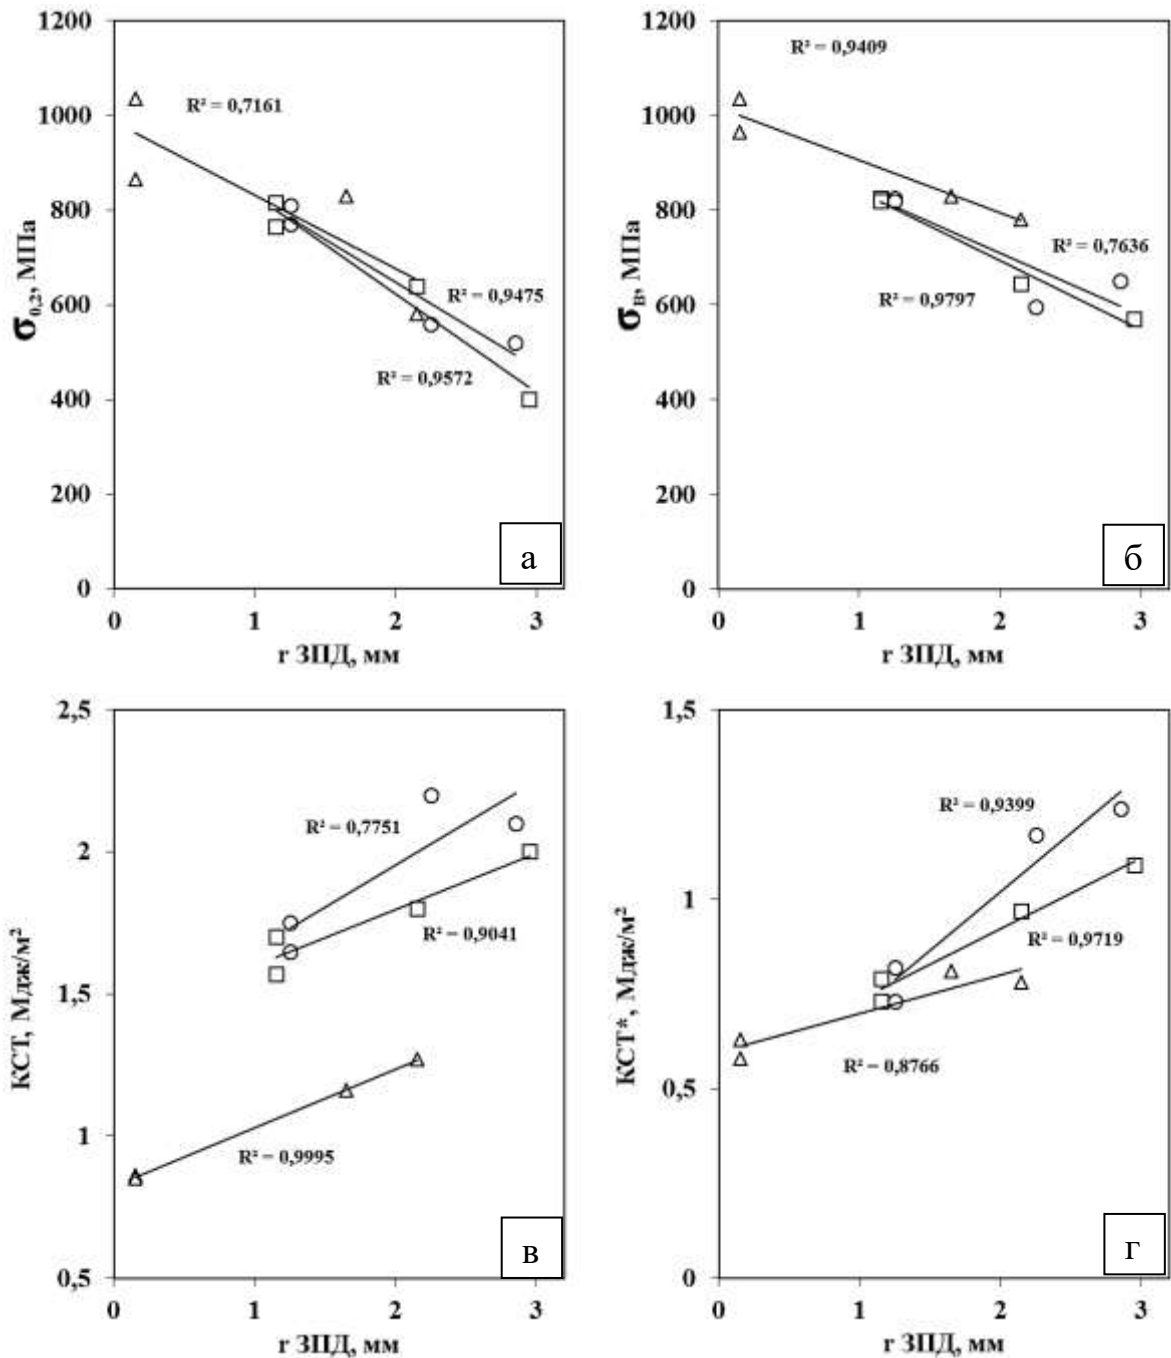 1200
1000
800
600
400
200
0
σ0,2, МПа
R² = 0,7161
R² = 0,9475
R² = 0,9572
а
0
1
2
3
r ЗПД, мм
1200
1000
800
600
400
200
0
σВ, МПа
R² = 0,9409
R² = 0,7636
R² = 0,9797
б
0
1
2
3
r ЗПД, мм
2,5
2
1,5
1
0,5
КСТ, Мдж/м²
R² = 0,7751
R² = 0,9041
R² = 0,9995
в
0
1
2
3
r ЗПД, мм
1,5
1
0,5
0
КСТ*, Мдж/м²
R² = 0,9399
R² = 0,9719
R² = 0,8766
г
0
1
2
3
r ЗПД, мм